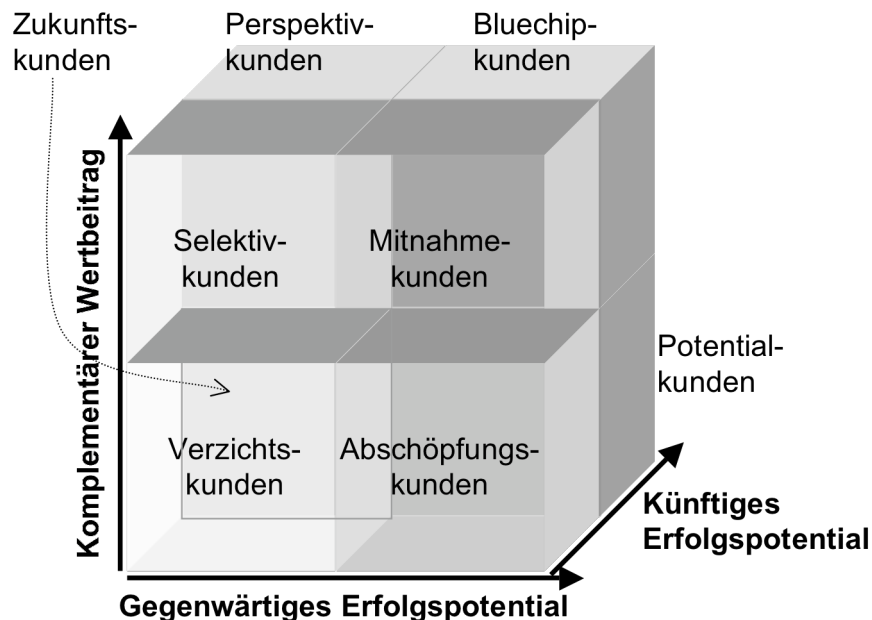 Zukunfts-
kunden
Perspektiv-
kunden
Bluechip-
kunden
Komplementärer Wertbeitrag
Selektiv-
kunden
Mitnahme-
kunden
Potential-
kunden
Verzichts-
kunden
Abschöpfungs-
kunden
Künftiges
Erfolgspotential
Gegenwärtiges Erfolgspotential